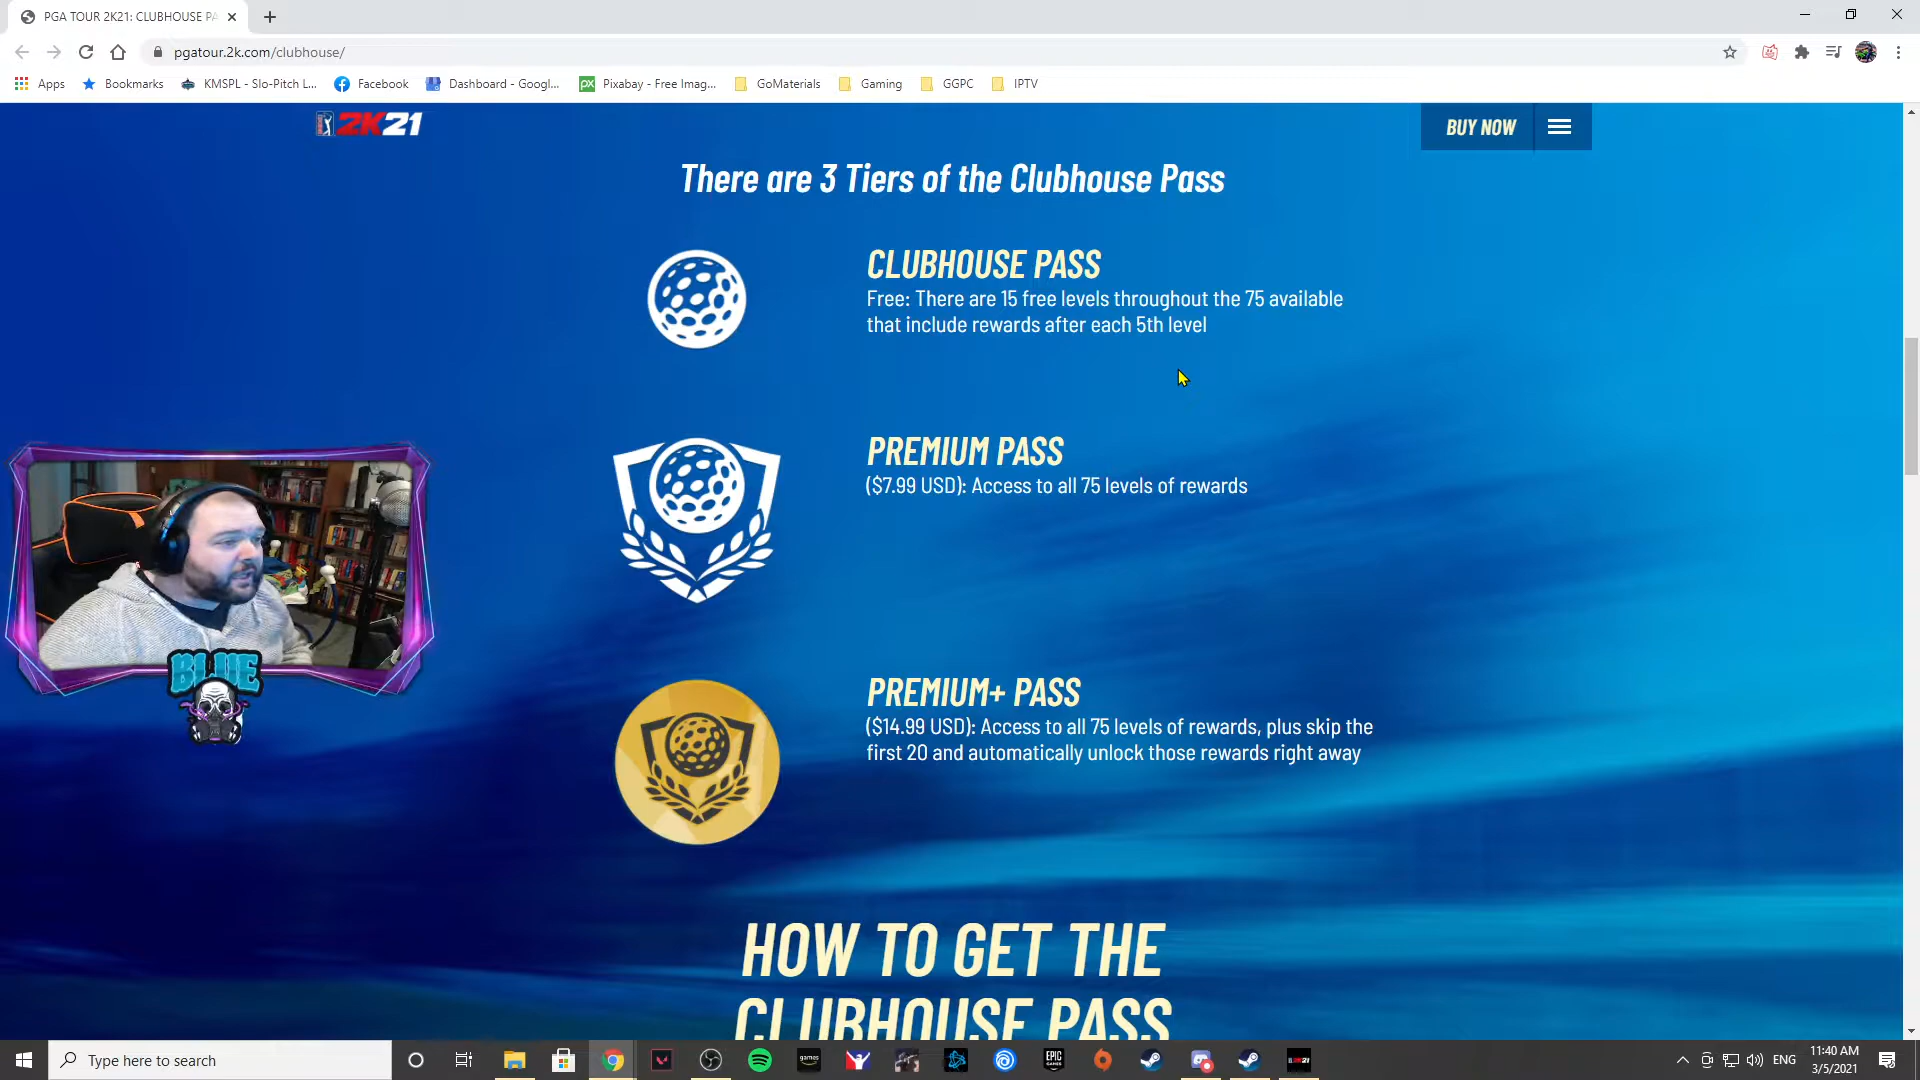 PGA TOUR 2K21: CLUBHOUSE PA
pgatour.2k.com/clubhouse/
Apps Bookmarks KMSPL - Slo-Pitch L... Facebook Dashboard - Googl... px Pixabay - Free Imag... GoMaterials Gaming GGPC IPTV
2K21
BUY NOW
There are 3 Tiers of the Clubhouse Pass
CLUBHOUSE PASS
Free: There are 15 free levels throughout the 75 available
that include rewards after each 5th level
PREMIUM PASS
($7.99 USD): Access to all 75 levels of rewards
BLUE
PREMIUM+ PASS
($14.99 USD): Access to all 75 levels of rewards, plus skip the
first 20 and automatically unlock those rewards right away
HOW TO GET THE
CLUBHOUSE PASS
Type here to search
games
EPIC
GAMES
2K21
ENG
11:40 AM
3/5/2021